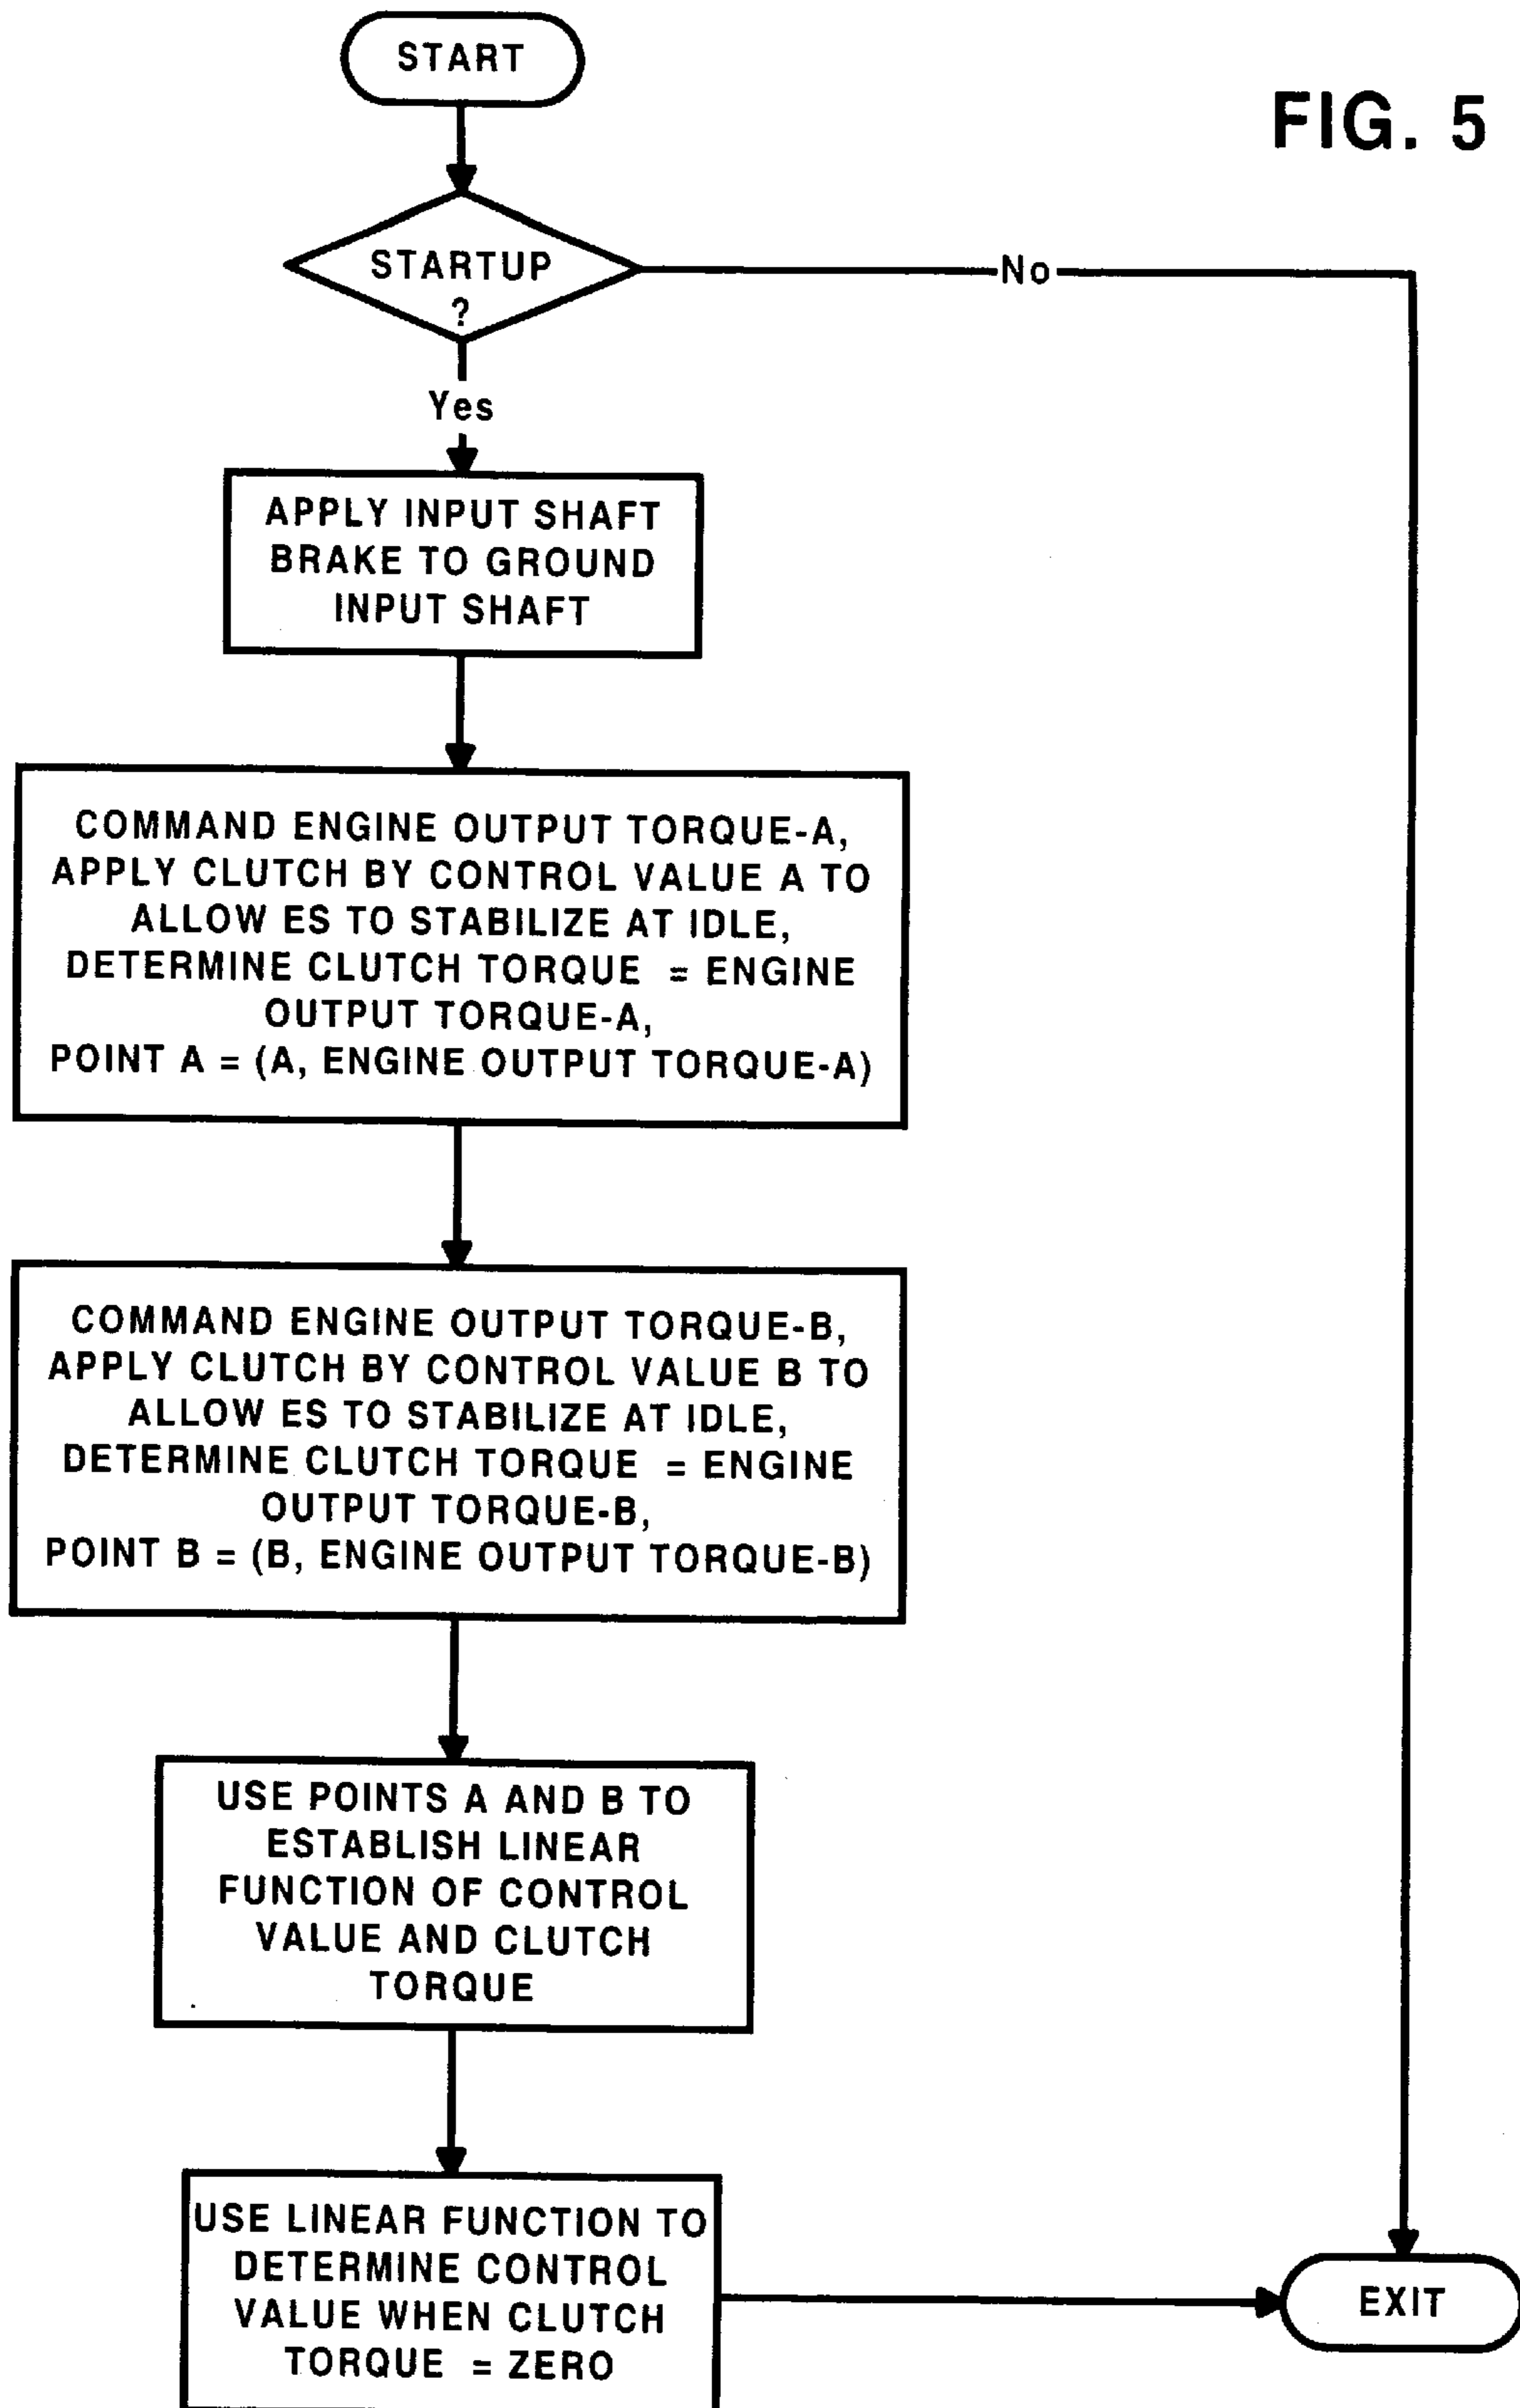 START
FIG. 5
STARTUP
?
No
Yes
APPLY INPUT SHAFT
BRAKE TO GROUND
INPUT SHAFT
COMMAND ENGINE OUTPUT TORQUE-A,
APPLY CLUTCH BY CONTROL VALUE A TO
ALLOW ES TO STABILIZE AT IDLE,
DETERMINE CLUTCH TORQUE = ENGINE
OUTPUT TORQUE-A,
POINT A = (A, ENGINE OUTPUT TORQUE-A)
COMMAND ENGINE OUTPUT TORQUE-B,
APPLY CLUTCH BY CONTROL VALUE B TO
ALLOW ES TO STABILIZE AT IDLE,
DETERMINE CLUTCH TORQUE = ENGINE
OUTPUT TORQUE-B,
POINT B = (B, ENGINE OUTPUT TORQUE-B)
USE POINTS A AND B TO
ESTABLISH LINEAR
FUNCTION OF CONTROL
VALUE AND CLUTCH
TORQUE
USE LINEAR FUNCTION TO
DETERMINE CONTROL
VALUE WHEN CLUTCH
TORQUE = ZERO
EXIT